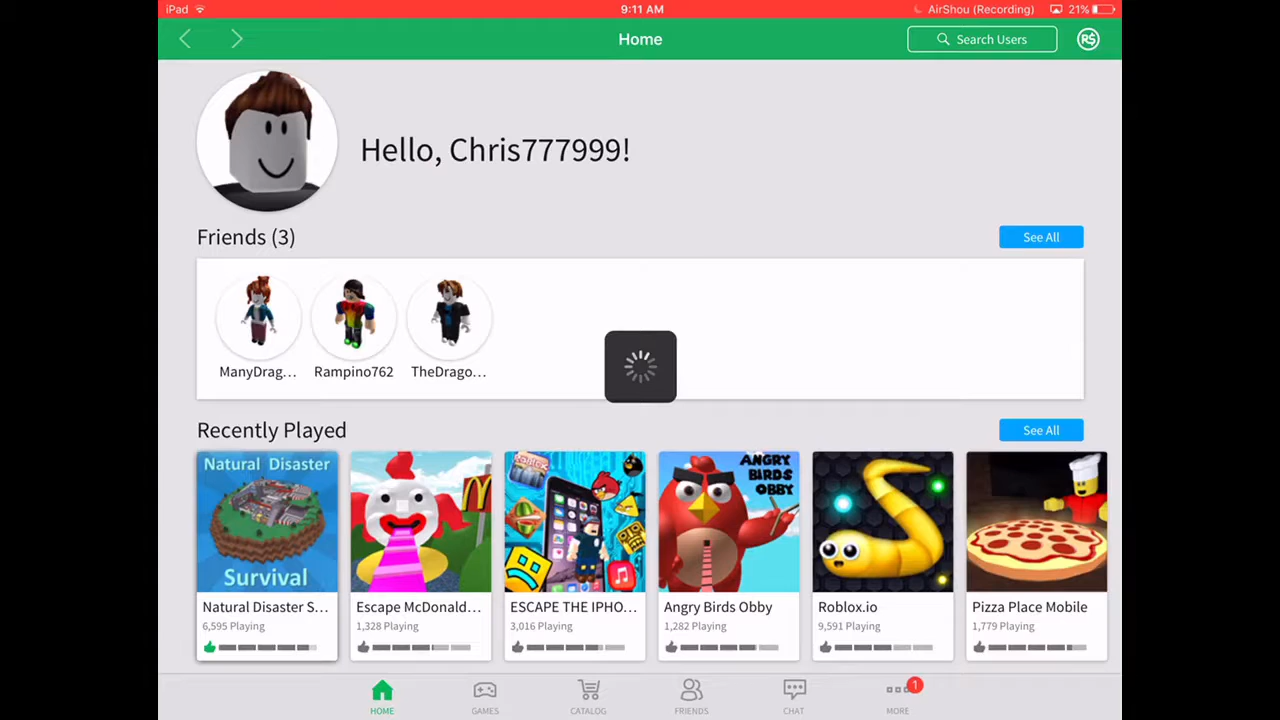 iPad 9:11 AM AirShou (Recording) 21%
Home Search Users R$
Hello, Chris777999!
Friends (3) See All
ManyDrag... Rampino762 TheDrago...
Recently Played See All
Natural Disaster
Survival
ANGRY
BIRDS
OBBY
Natural Disaster S... Escape McDonald... ESCAPE THE IPHO... Angry Birds Obby Roblox.io Pizza Place Mobile
6,595 Playing 1,328 Playing 3,016 Playing 1,282 Playing 9,591 Playing 1,779 Playing
1
HOME GAMES CATALOG FRIENDS CHAT MORE